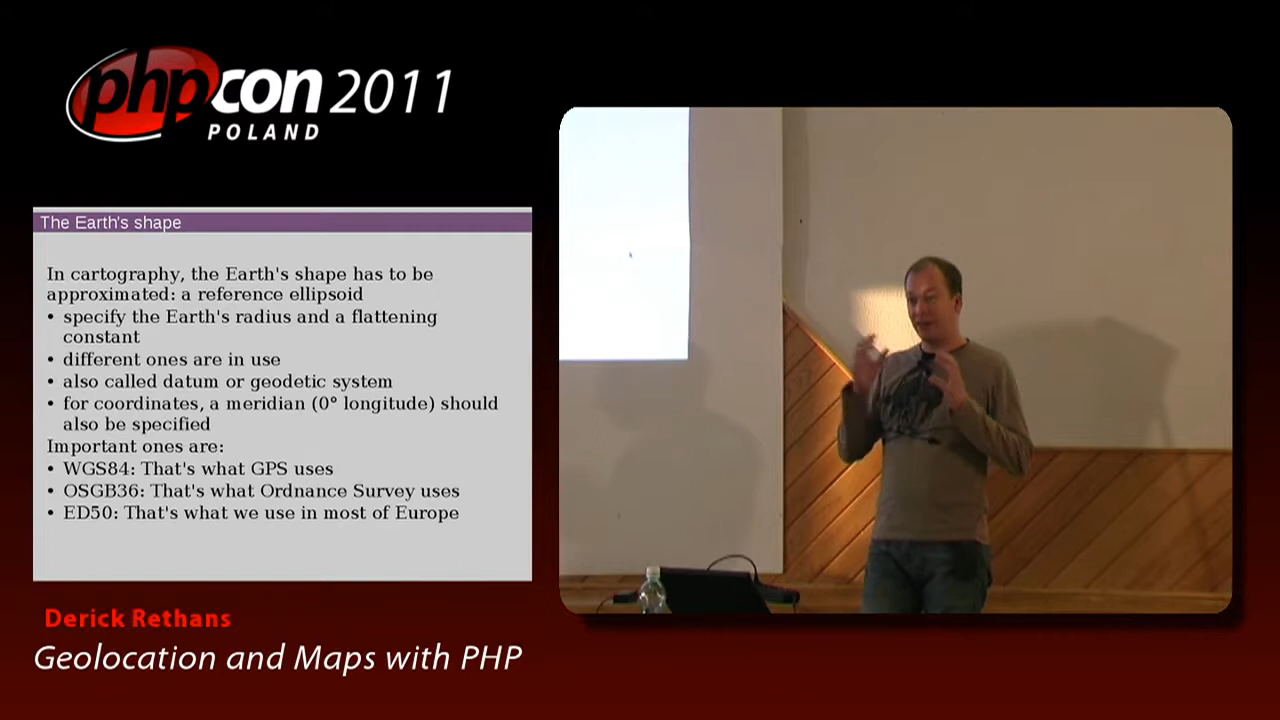 phpcon 2011
POLAND
The Earth's shape
In cartography, the Earth's shape has to be
approximated: a reference ellipsoid
• specify the Earth's radius and a flattening
constant
• different ones are in use
• also called datum or geodetic system
• for coordinates, a meridian (0° longitude) should
also be specified
Important ones are:
• WGS84: That's what GPS uses
• OSGB36: That's what Ordnance Survey uses
• ED50: That's what we use in most of Europe
Derick Rethans
Geolocation and Maps with PHP